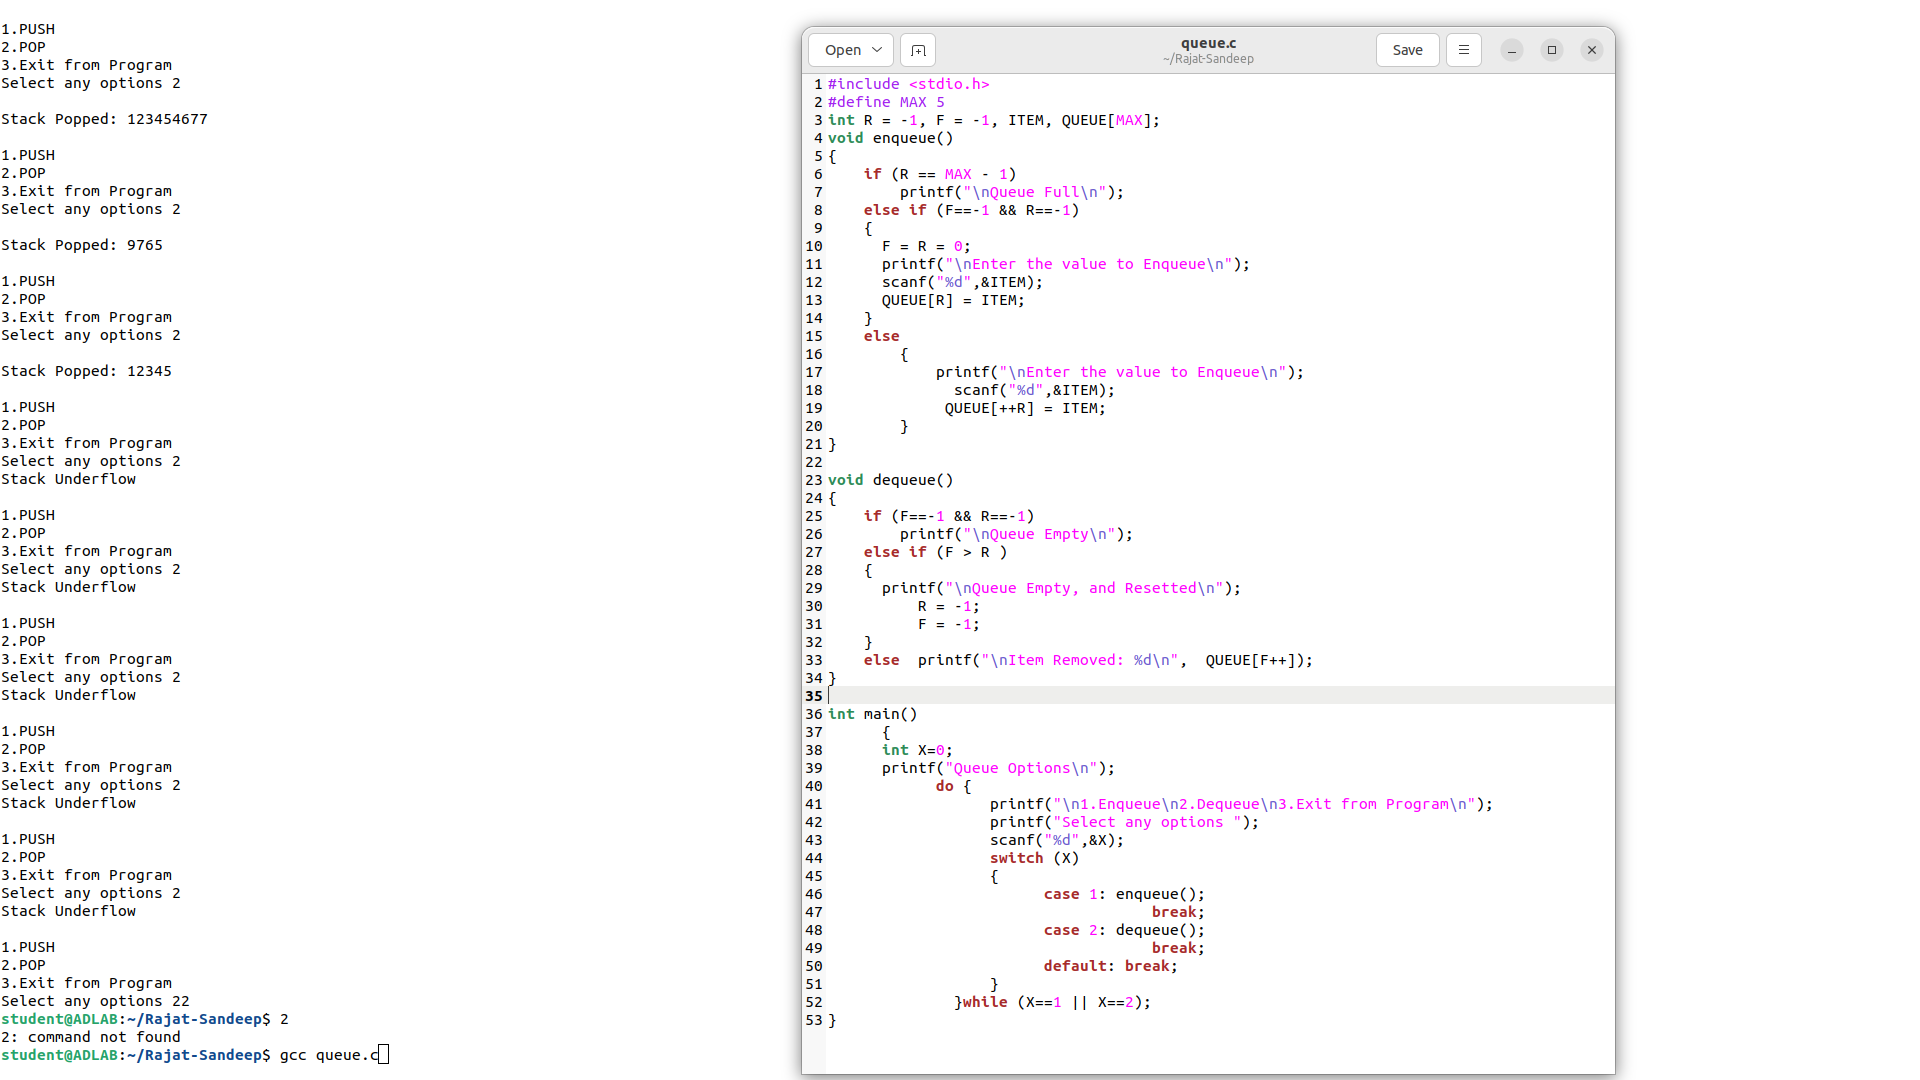 1.PUSH
2.POP
3.Exit from Program
Select any options 2
Stack Popped: 123454677
1.PUSH
2.POP
3.Exit from Program
Select any options 2
Stack Popped: 9765
1.PUSH
2.POP
3.Exit from Program
Select any options 2
Stack Popped: 12345
1.PUSH
2.POP
3.Exit from Program
Select any options 2
Stack Underflow
1.PUSH
2.POP
3.Exit from Program
Select any options 2
Stack Underflow
1.PUSH
2.POP
3.Exit from Program
Select any options 2
Stack Underflow
1.PUSH
2.POP
3.Exit from Program
Select any options 2
Stack Underflow
1.PUSH
2.POP
3.Exit from Program
Select any options 2
Stack Underflow
1.PUSH
2.POP
3.Exit from Program
Select any options 22
student@ADLAB:~/Rajat-Sandeep$ 2
2: command not found
student@ADLAB:~/Rajat-Sandeep$ gcc queue.c
Open
queue.c
~/Rajat-Sandeep
Save
1 #include <stdio.h>
2 #define MAX 5
3 int R = -1, F = -1, ITEM, QUEUE[MAX];
4 void enqueue()
5 {
6     if (R == MAX - 1)
7         printf("\nQueue Full\n");
8     else if (F==-1 && R==-1)
9     {
10       F = R = 0;
11       printf("\nEnter the value to Enqueue\n");
12       scanf("%d",&ITEM);
13       QUEUE[R] = ITEM;
14     }
15     else
16         {
17             printf("\nEnter the value to Enqueue\n");
18               scanf("%d",&ITEM);
19              QUEUE[++R] = ITEM;
20         }
21 }
22
23 void dequeue()
24 {
25     if (F==-1 && R==-1)
26         printf("\nQueue Empty\n");
27     else if (F > R )
28     {
29       printf("\nQueue Empty, and Resetted\n");
30           R = -1;
31           F = -1;
32     }
33     else  printf("\nItem Removed: %d\n",  QUEUE[F++]);
34 }
35
36 int main()
37       {
38       int X=0;
39       printf("Queue Options\n");
40             do {
41                   printf("\n1.Enqueue\n2.Dequeue\n3.Exit from Program\n");
42                   printf("Select any options ");
43                   scanf("%d",&X);
44                   switch (X)
45                   {
46                         case 1: enqueue();
47                                     break;
48                         case 2: dequeue();
49                                     break;
50                         default: break;
51                   }
52               }while (X==1 || X==2);
53 }